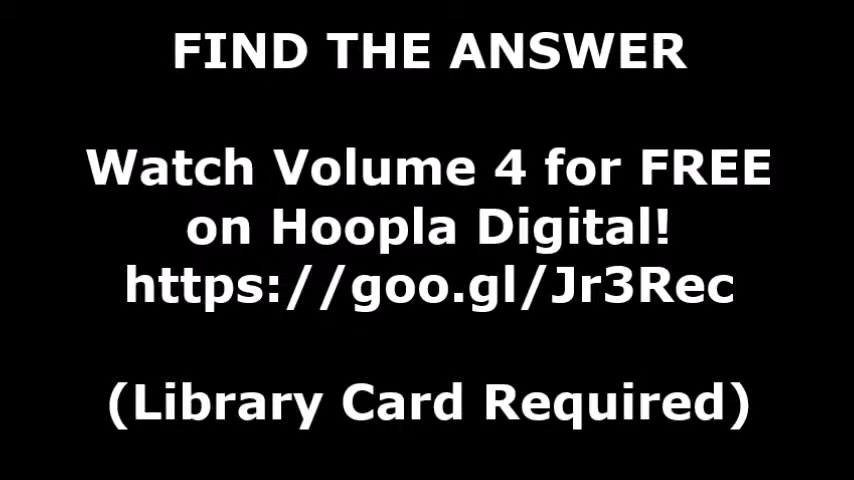 FIND THE ANSWER
Watch Volume 4 for FREE
on Hoopla Digital!
https://goo.gl/Jr3Rec
(Library Card Required)